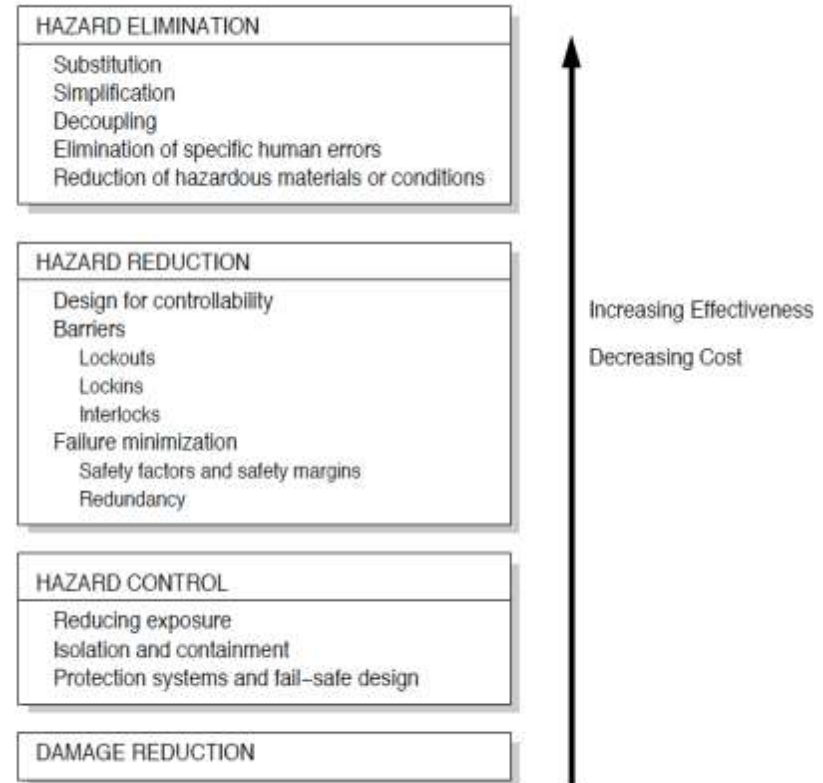 HAZARD ELIMINATION
Substitution
Simplification
Decoupling
Elimination of specific human errors
Reduction of hazardous materials or conditions
HAZARD REDUCTION
Design for controllability
Barriers
Lockouts
Lockins
Interlocks
Failure minimization
Safety factors and safety margins
Redundancy
Increasing Effectiveness
Decreasing Cost
HAZARD CONTROL
Reducing exposure
Isolation and containment
Protection systems and fail-safe design
DAMAGE REDUCTION